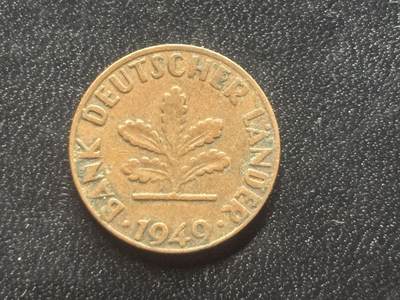 BANK DEUTSCHER LÄNDER
· 1949 ·